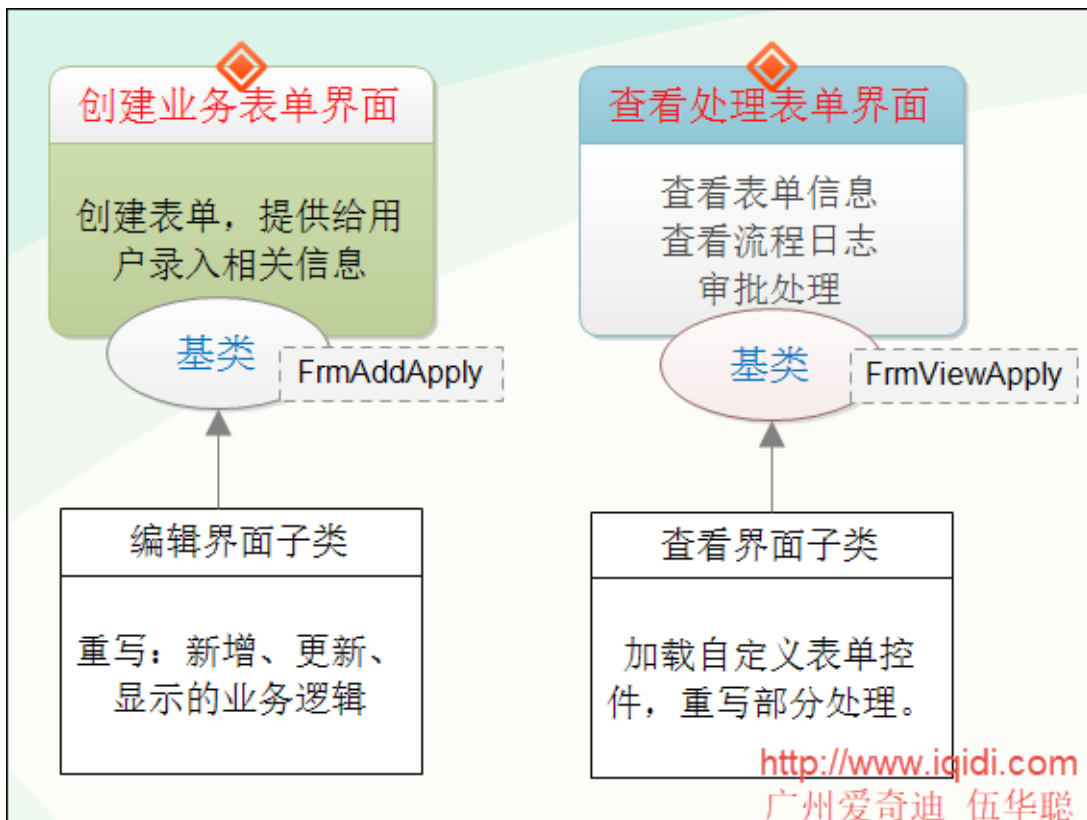 创建业务表单界面
创建表单，提供给用
户录入相关信息
基类
FrmAddApply
编辑界面子类
重写：新增、更新、
显示的业务逻辑
查看处理表单界面
查看表单信息
查看流程日志
审批处理
基类
FrmViewApply
查看界面子类
加载自定义表单控
件，重写部分处理。
http://www.iqidi.com
广州爱奇迪 伍华聪